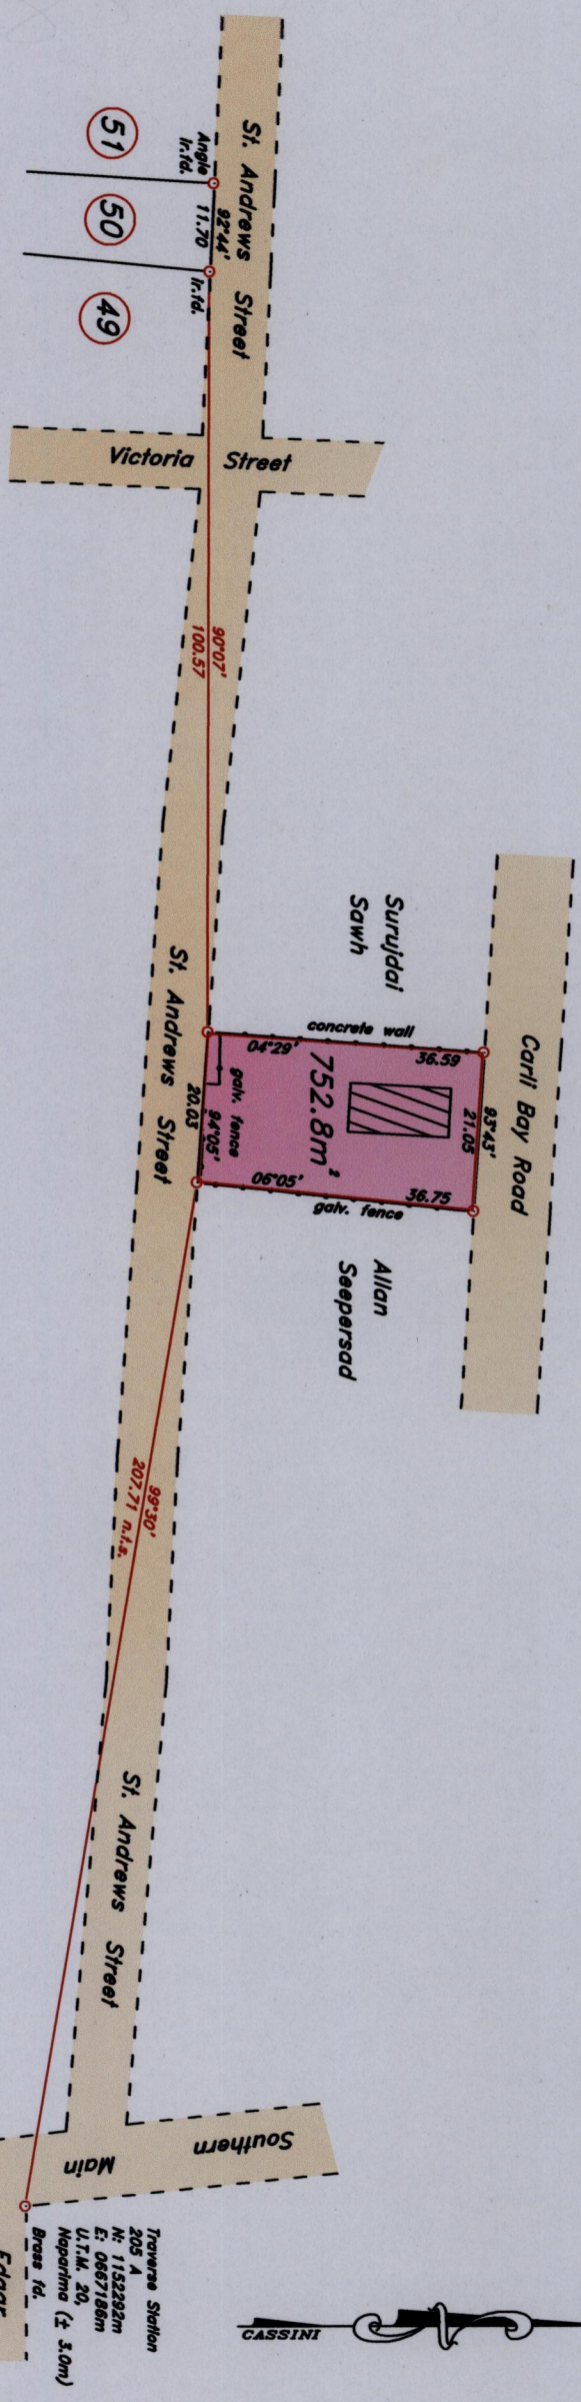 51
50
49
Angle
Ir.fd.
11.70
92°44'
Ir.fd.
St. Andrews Street
Victoria Street
90°07'
100.57
Surujdai
Sawh
Carli Bay Road
concrete wall
04°29'
36.59
752.8m²
93°43'
21.05
galv. fence
94°05'
20.03
06°05'
36.75
galv. fence
St. Andrews Street
Allan
Seepersad
99°30'
207.71 n.t.s.
St. Andrews Street
Southern Main
Traverse Station
205 A
N: 1152292m
E: 0667186m
U.T.M. 20,
Naparima (± 3.0m)
Brass fd.
CASSINI